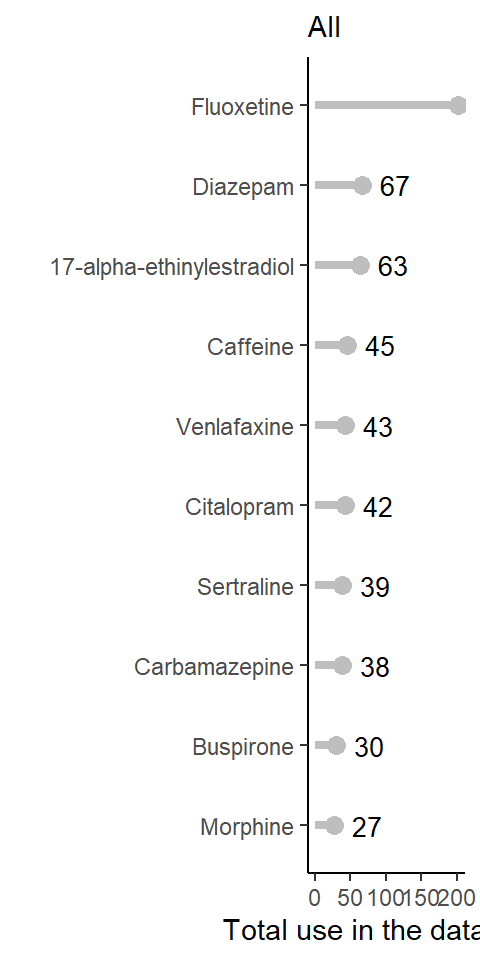 All
Fluoxetine
Diazepam 67
17-alpha-ethinylestradiol 63
Caffeine 45
Venlafaxine 43
Citalopram 42
Sertraline 39
Carbamazepine 38
Buspirone 30
Morphine 27
0 50 100 150 200
Total use in the data